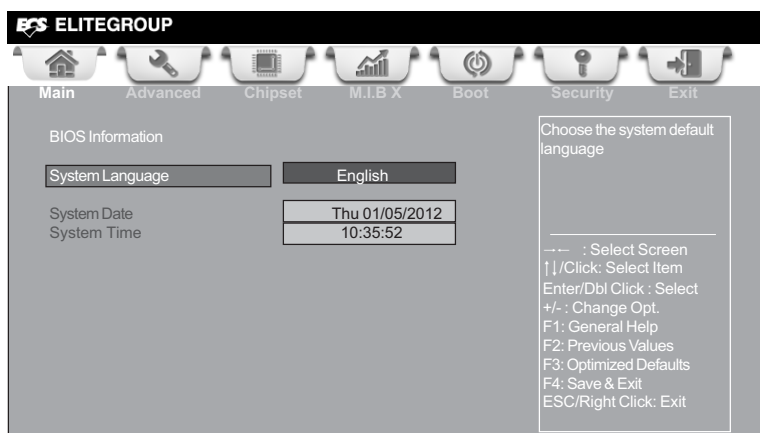 ECS ELITEGROUP
Main Advanced Chipset M.I.B X Boot Security Exit
BIOS Information
System Language English
System Date Thu 01/05/2012
System Time 10:35:52
Choose the system default
language
→← : Select Screen
↑↓/Click: Select Item
Enter/Dbl Click : Select
+/- : Change Opt.
F1: General Help
F2: Previous Values
F3: Optimized Defaults
F4: Save & Exit
ESC/Right Click: Exit